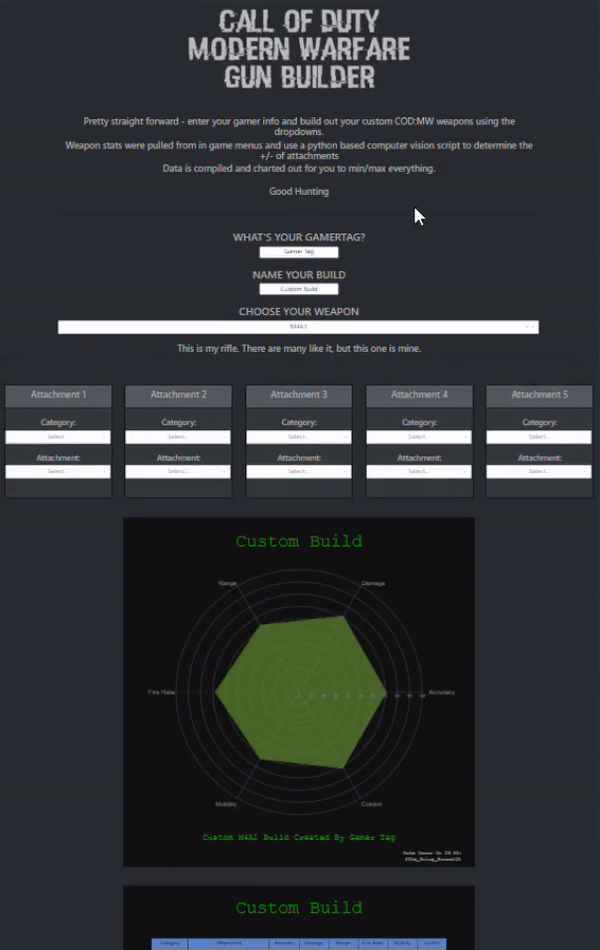 CALL OF DUTY
MODERN WARFARE
GUN BUILDER
Pretty straight forward - enter your gamer info and build out your custom COD:MW weapons using the
dropdowns.
Weapon stats were pulled from in game menus and use a python based computer vision script to determine the
+/- of attachments
Data is compiled and charted out for you to min/max everything.
Good Hunting
WHAT'S YOUR GAMERTAG?
Gamer Tag
NAME YOUR BUILD
Custom Build
CHOOSE YOUR WEAPON
M4A1
This is my rifle. There are many like it, but this one is mine.
Attachment 1 Attachment 2 Attachment 3 Attachment 4 Attachment 5
Category: Category: Category: Category: Category:
Select... Select... Select... Select... Select...
Attachment: Attachment: Attachment: Attachment: Attachment:
Select... Select... Select... Select... Select...
Custom Build
Range Damage
Fire Rate Accuracy
Mobility Control
Custom M4A1 Build Created By Gamer Tag
Custom Build
Category Attachment Accuracy Damage Range Fire Rate Mobility Control